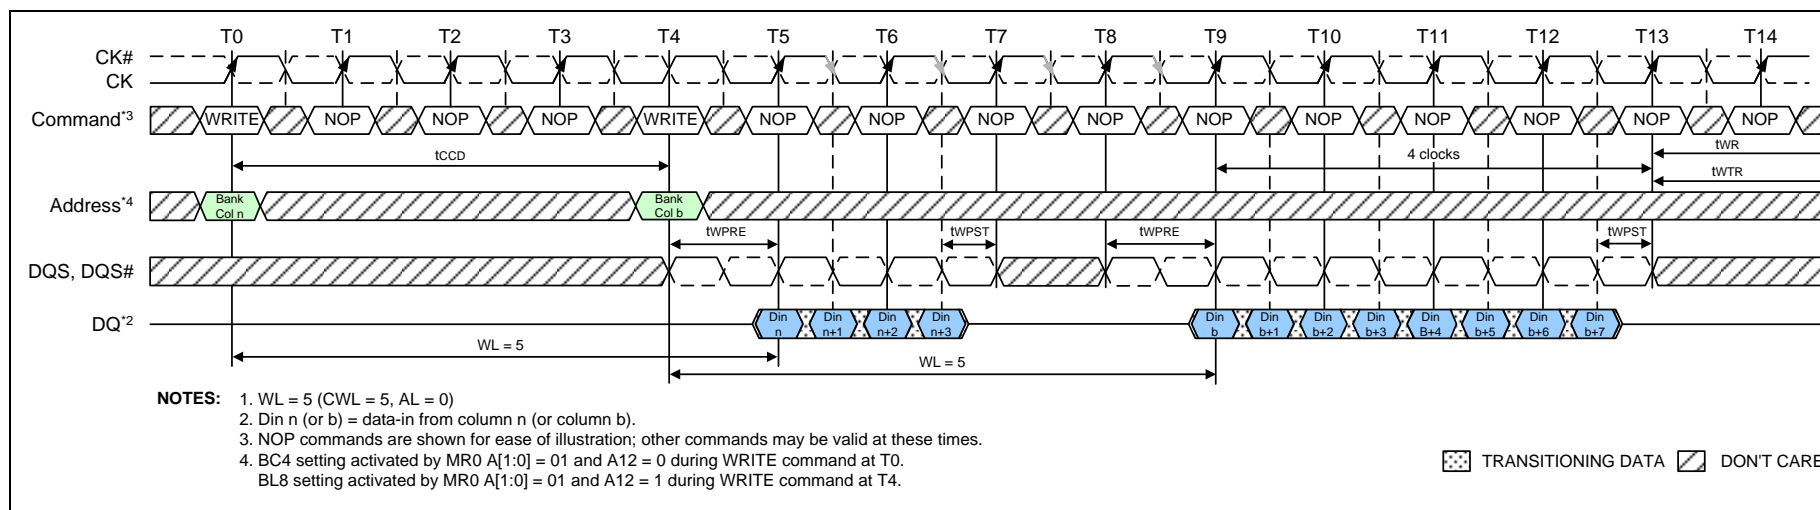 T0 T1 T2 T3 T4 T5 T6 T7 T8 T9 T10 T11 T12 T13 T14
CK#
CK
Command*3 WRITE NOP NOP NOP WRITE NOP NOP NOP NOP NOP NOP NOP NOP NOP NOP
tCCD 4 clocks tWR
tWTR
Address*4 Bank Col n Bank Col b
tWPRE tWPST tWPRE tWPST
DQS, DQS#
DQ*2 Din n Din n+1 Din n+2 Din n+3 Din b Din b+1 Din b+2 Din b+3 Din B+4 Din b+5 Din b+6 Din b+7
WL = 5
WL = 5
NOTES: 1. WL = 5 (CWL = 5, AL = 0)
2. Din n (or b) = data-in from column n (or column b).
3. NOP commands are shown for ease of illustration; other commands may be valid at these times.
4. BC4 setting activated by MR0 A[1:0] = 01 and A12 = 0 during WRITE command at T0.
BL8 setting activated by MR0 A[1:0] = 01 and A12 = 1 during WRITE command at T4.
TRANSITIONING DATA DON'T CARE